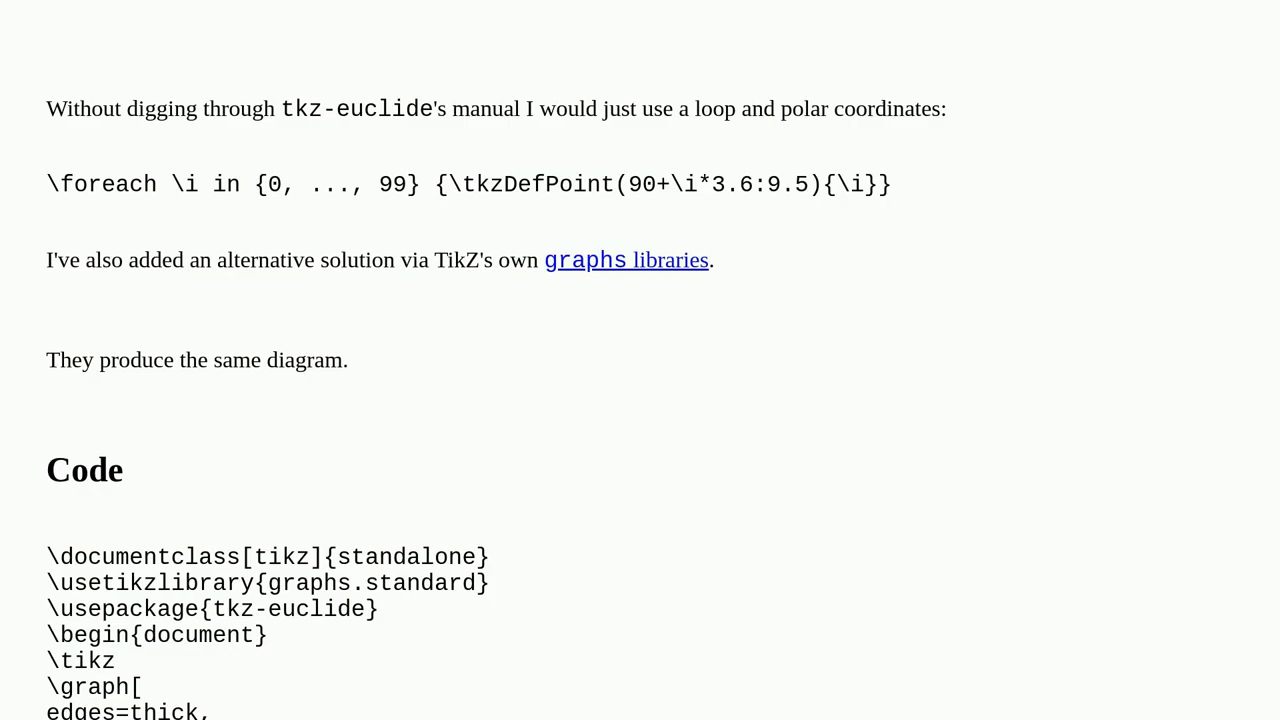 Without digging through tkz-euclide's manual I would just use a loop and polar coordinates:
\foreach \i in {0, ..., 99} {\tkzDefPoint(90+\i*3.6:9.5){\i}}
I've also added an alternative solution via TikZ's own graphs libraries.
They produce the same diagram.
Code
\documentclass[tikz]{standalone}
\usetikzlibrary{graphs.standard}
\usepackage{tkz-euclide}
\begin{document}
\tikz
\graph[
edges=thick,